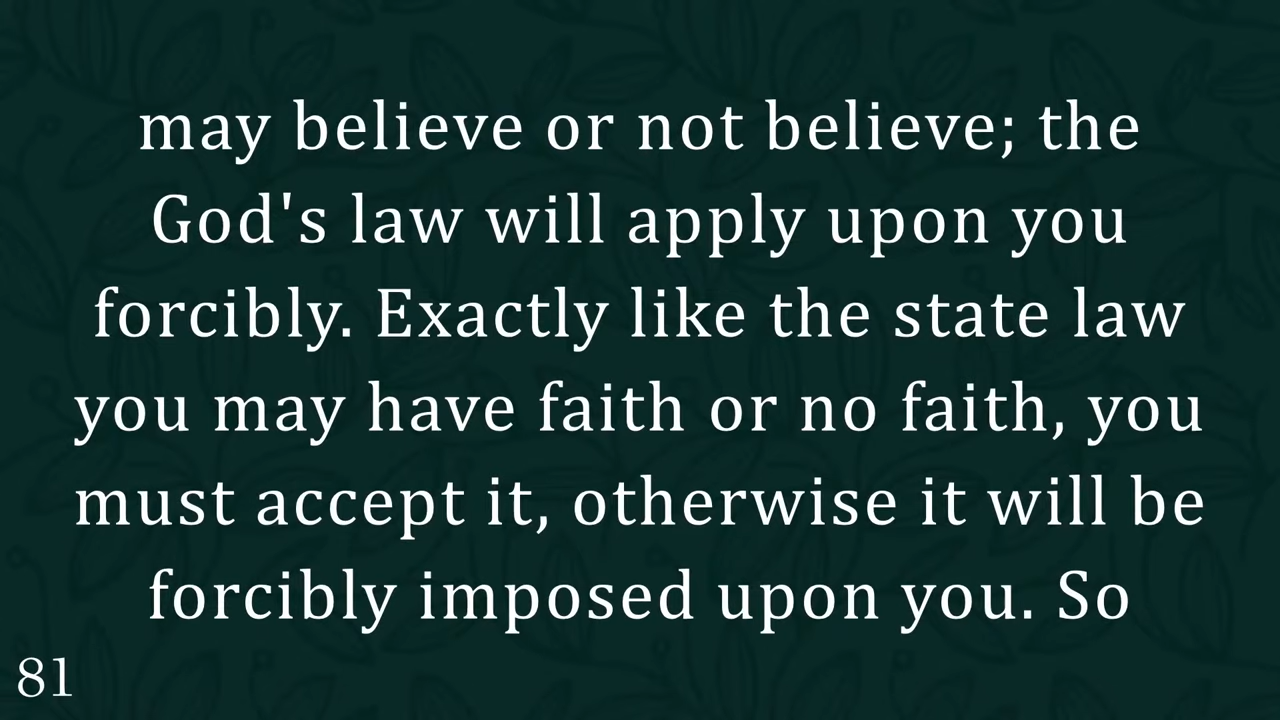 may believe or not believe; the
God's law will apply upon you
forcibly. Exactly like the state law
you may have faith or no faith, you
must accept it, otherwise it will be
forcibly imposed upon you. So
81